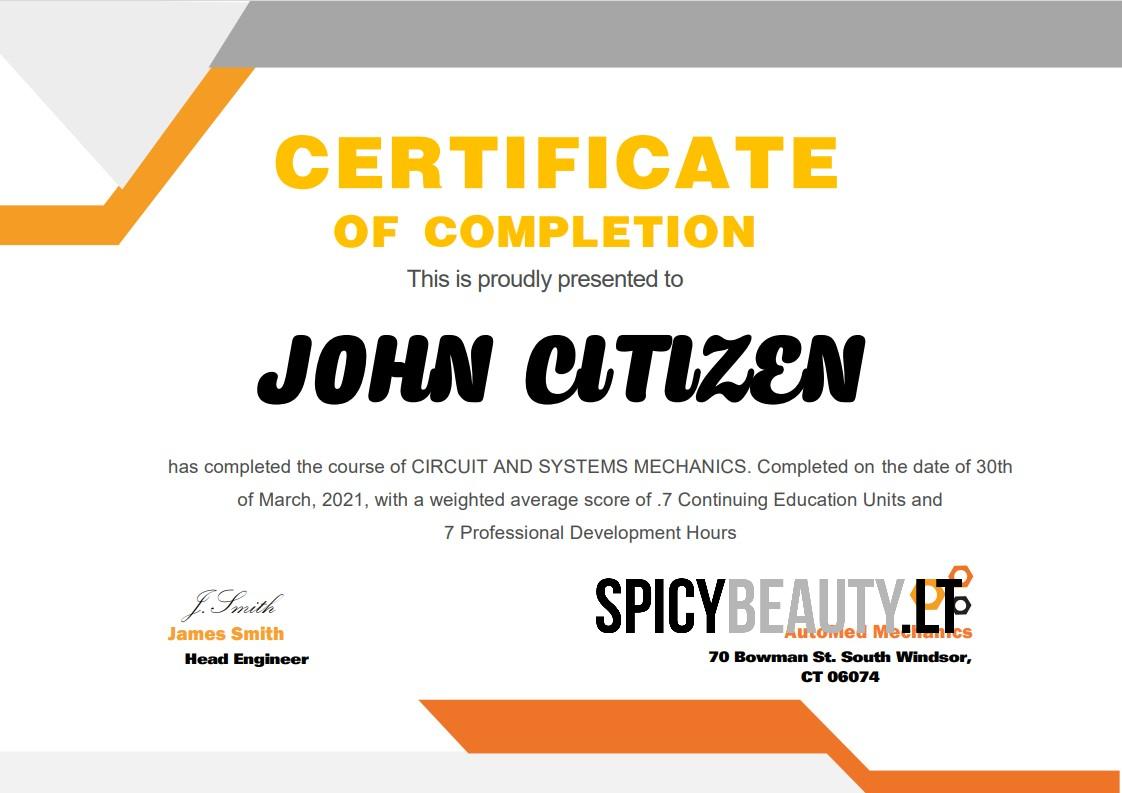 CERTIFICATE
OF COMPLETION
This is proudly presented to
JOHN CITIZEN
has completed the course of CIRCUIT AND SYSTEMS MECHANICS. Completed on the date of 30th
of March, 2021, with a weighted average score of .7 Continuing Education Units and
7 Professional Development Hours
J. Smith
James Smith
Head Engineer
SPICYBEAUTY.LT
AutoMed Mechanics
70 Bowman St. South Windsor,
CT 06074